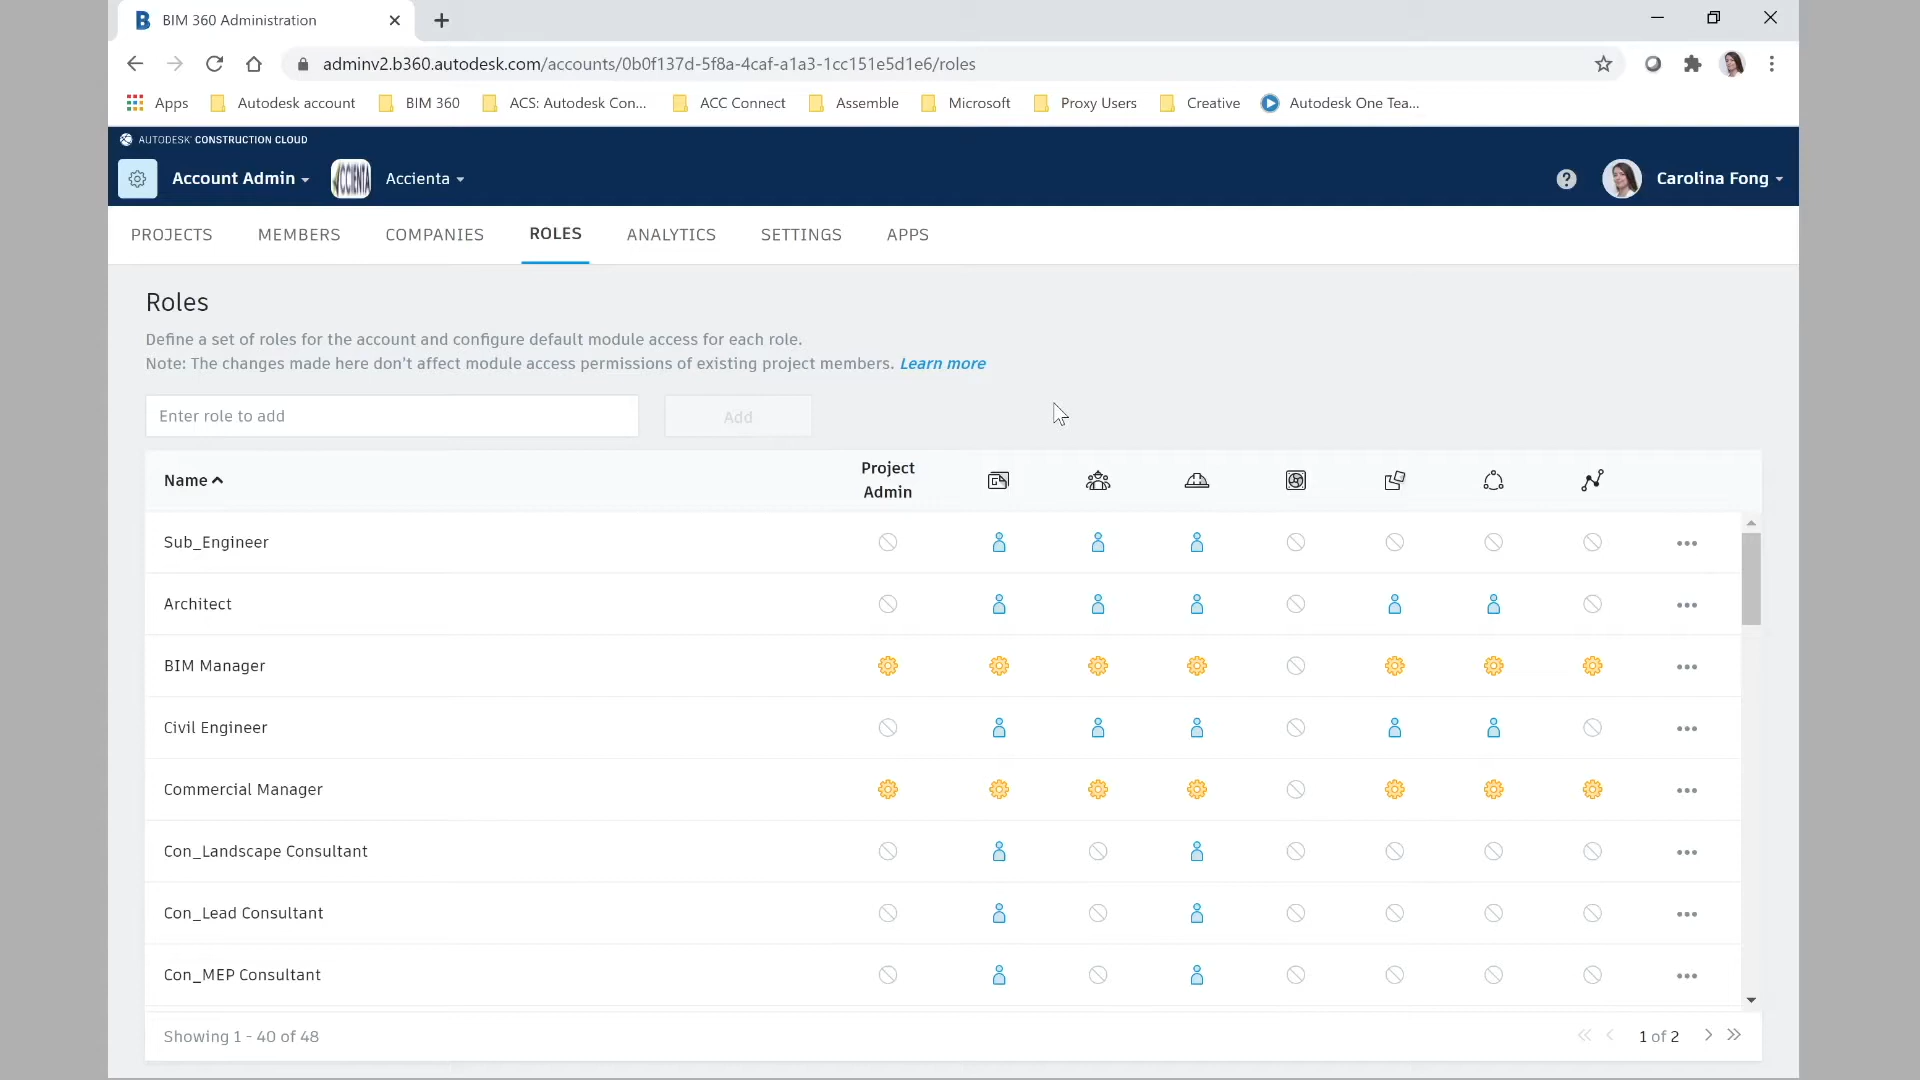 BIM 360 Administration
adminv2.b360.autodesk.com/accounts/0b0f137d-5f8a-4caf-a1a3-1cc151e5d1e6/roles
Apps Autodesk account BIM 360 ACS: Autodesk Con... ACC Connect Assemble Microsoft Proxy Users Creative Autodesk One Tea...
AUTODESK® CONSTRUCTION CLOUD
Account Admin ACCIENTA Accienta Carolina Fong
PROJECTS MEMBERS COMPANIES ROLES ANALYTICS SETTINGS APPS
Roles
Define a set of roles for the account and configure default module access for each role.
Note: The changes made here don't affect module access permissions of existing project members. Learn more
Enter role to add Add
Name Project Admin
Sub_Engineer
Architect
BIM Manager
Civil Engineer
Commercial Manager
Con_Landscape Consultant
Con_Lead Consultant
Con_MEP Consultant
Showing 1 - 40 of 48 1 of 2